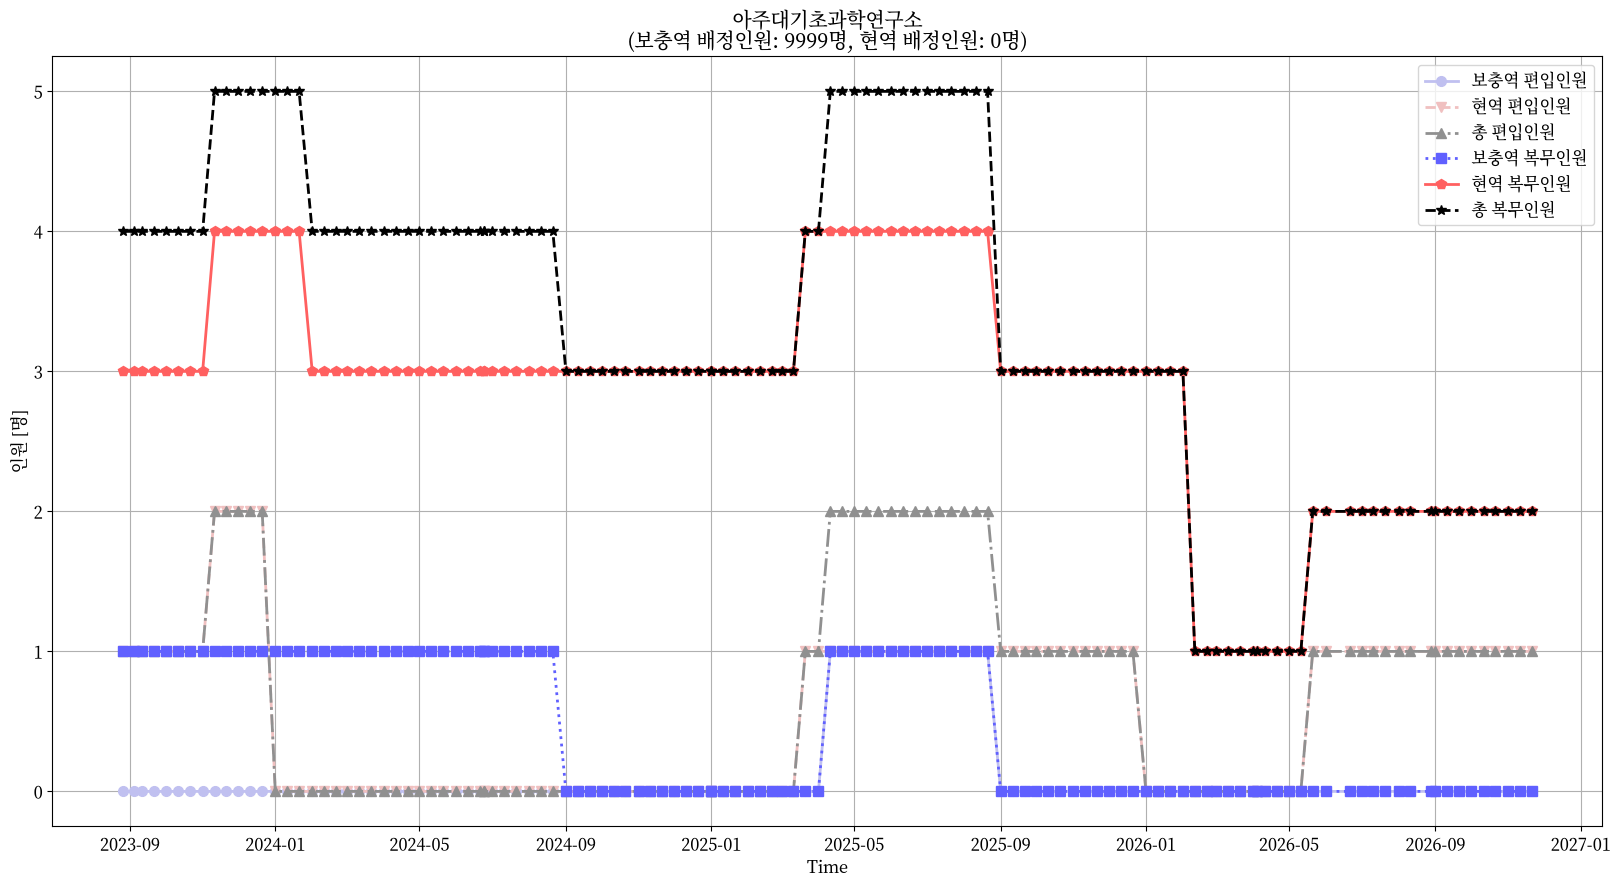 아주대기초과학연구소
(보충역 배정인원: 9999명, 현역 배정인원: 0명)
보충역 편입인원
현역 편입인원
총 편입인원
보충역 복무인원
현역 복무인원
총 복무인원
인원 [명]
5
4
3
2
1
0
2023-09
2024-01
2024-05
2024-09
2025-01
2025-05
2025-09
2026-01
2026-05
2026-09
2027-01
Time